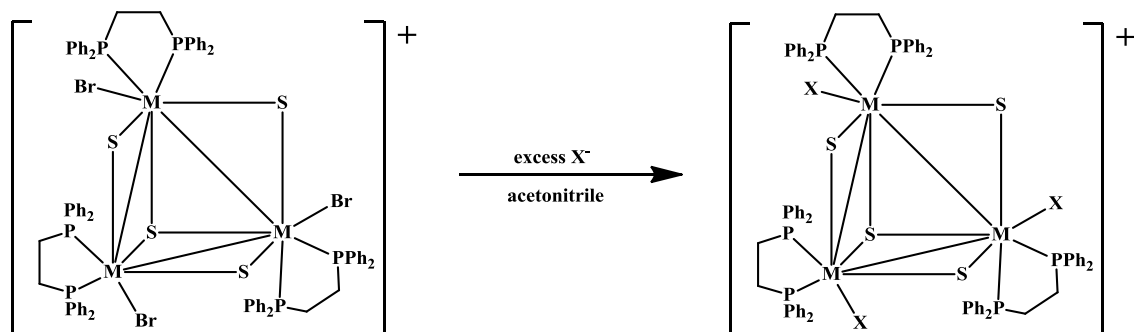 +
Ph₂P PPh₂
Br
M S
S
Br
Ph₂
P
S M
M S
PPh₂
P
Ph₂
Ph₂P
Br
excess X⁻
acetonitrile
+
Ph₂P PPh₂
X
M S
S
X
Ph₂
P
S M
M S
PPh₂
P
Ph₂
Ph₂P
X